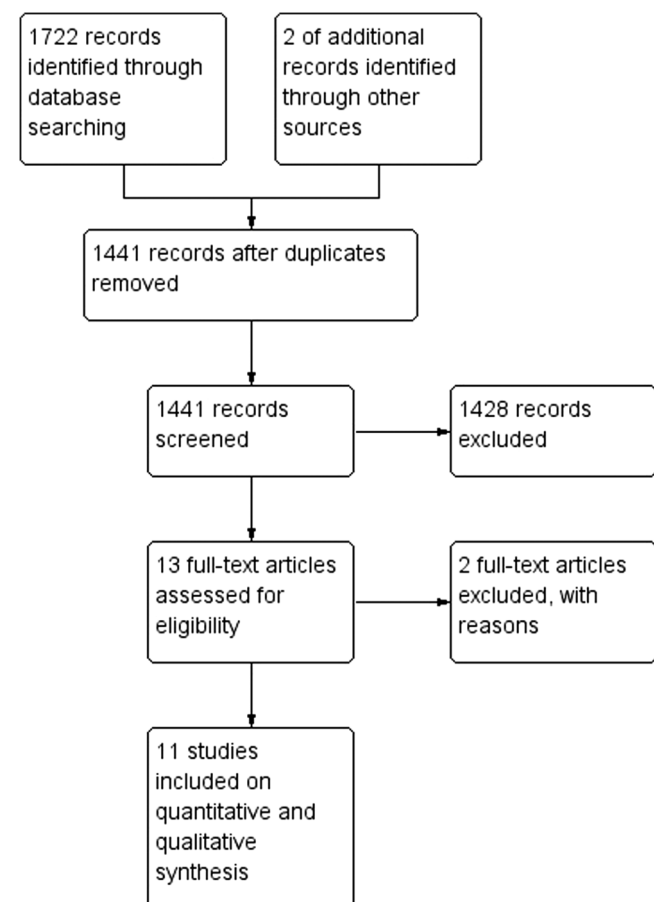 1722 records
identified through
database
searching
2 of additional
records identified
through other
sources
1441 records after duplicates
removed
1441 records
screened
1428 records
excluded
13 full-text articles
assessed for
eligibility
2 full-text articles
excluded, with
reasons
11 studies
included on
quantitative and
qualitative
synthesis